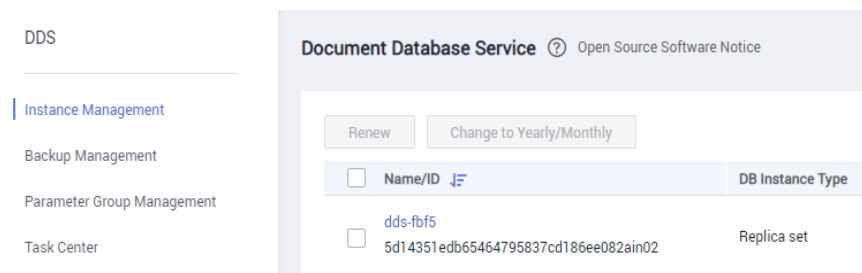 DDS
Instance Management
Backup Management
Parameter Group Management
Task Center
Document Database Service ? Open Source Software Notice
Renew Change to Yearly/Monthly
Name/ID DB Instance Type
dds-fbf5
5d14351edb65464795837cd186ee082ain02
Replica set